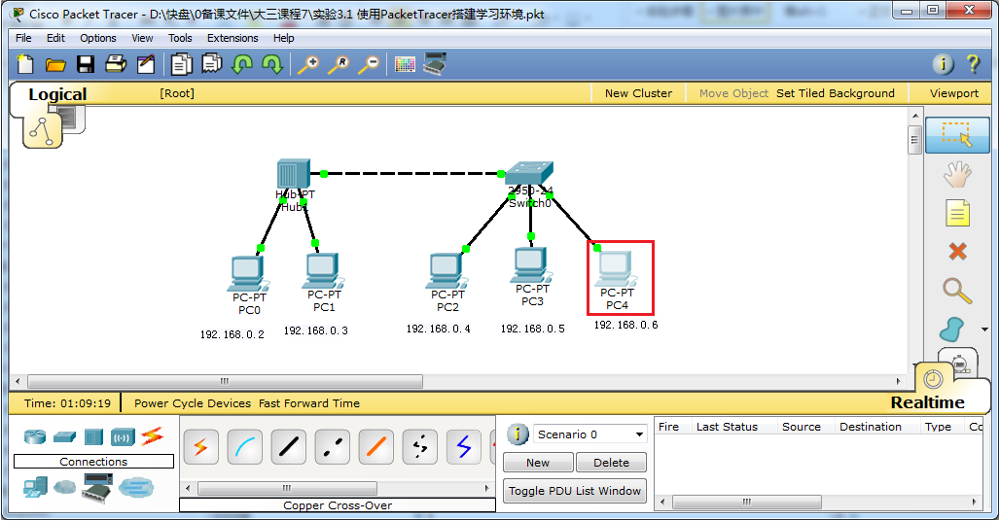 Cisco Packet Tracer - D:\快盘\0备课文件\大三课程7\实验3.1 使用PacketTracer搭建学习环境.pkt
File Edit Options View Tools Extensions Help
Logical [Root] New Cluster Move Object Set Tiled Background Viewport
Hub-PT
Hub
2950-24
Switch0
PC-PT
PC0
PC-PT
PC1
PC-PT
PC2
PC-PT
PC3
PC-PT
PC4
192.168.0.2
192.168.0.3
192.168.0.4
192.168.0.5
192.168.0.6
Time: 01:09:19 Power Cycle Devices Fast Forward Time
Realtime
Connections
Copper Cross-Over
Scenario 0
New Delete
Toggle PDU List Window
Fire Last Status Source Destination Type Co